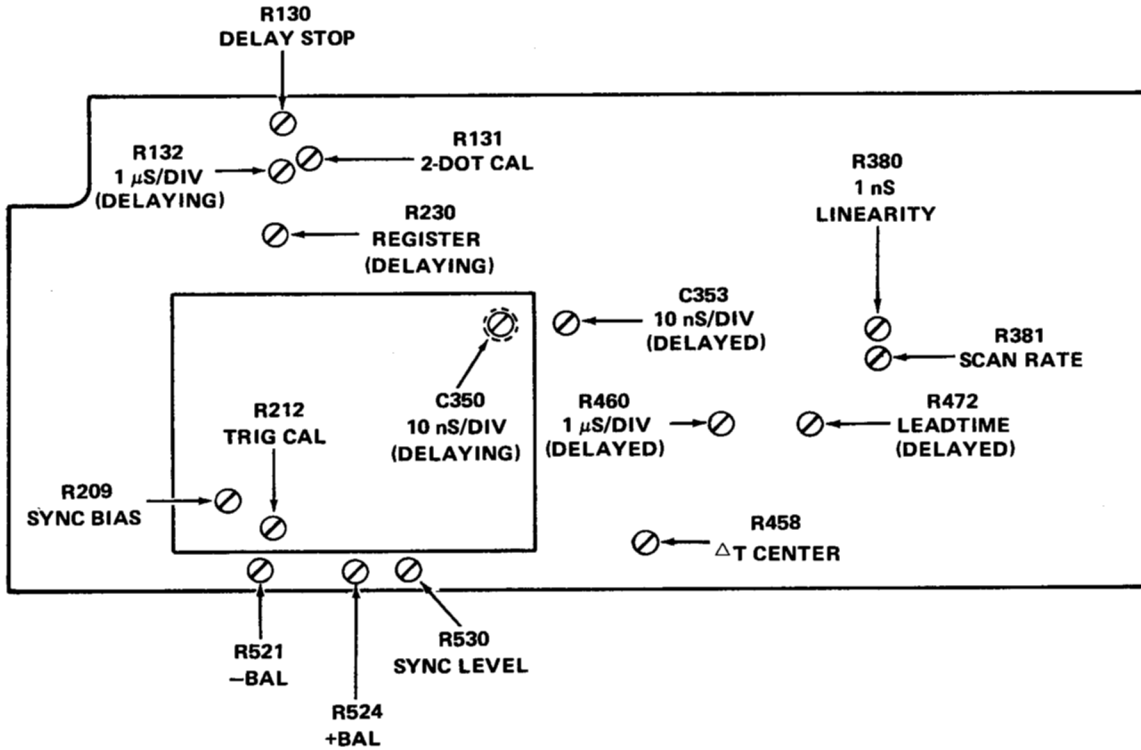 R130
DELAY STOP
R131
2-DOT CAL
R132
1 µS/DIV
(DELAYING)
R380
1 nS
LINEARITY
R230
REGISTER
(DELAYING)
C353
10 nS/DIV
(DELAYED)
R381
SCAN RATE
C350
10 nS/DIV
(DELAYING)
R212
TRIG CAL
R460
1 µS/DIV
(DELAYED)
R472
LEADTIME
(DELAYED)
R209
SYNC BIAS
R458
△T CENTER
R530
SYNC LEVEL
R521
–BAL
R524
+BAL